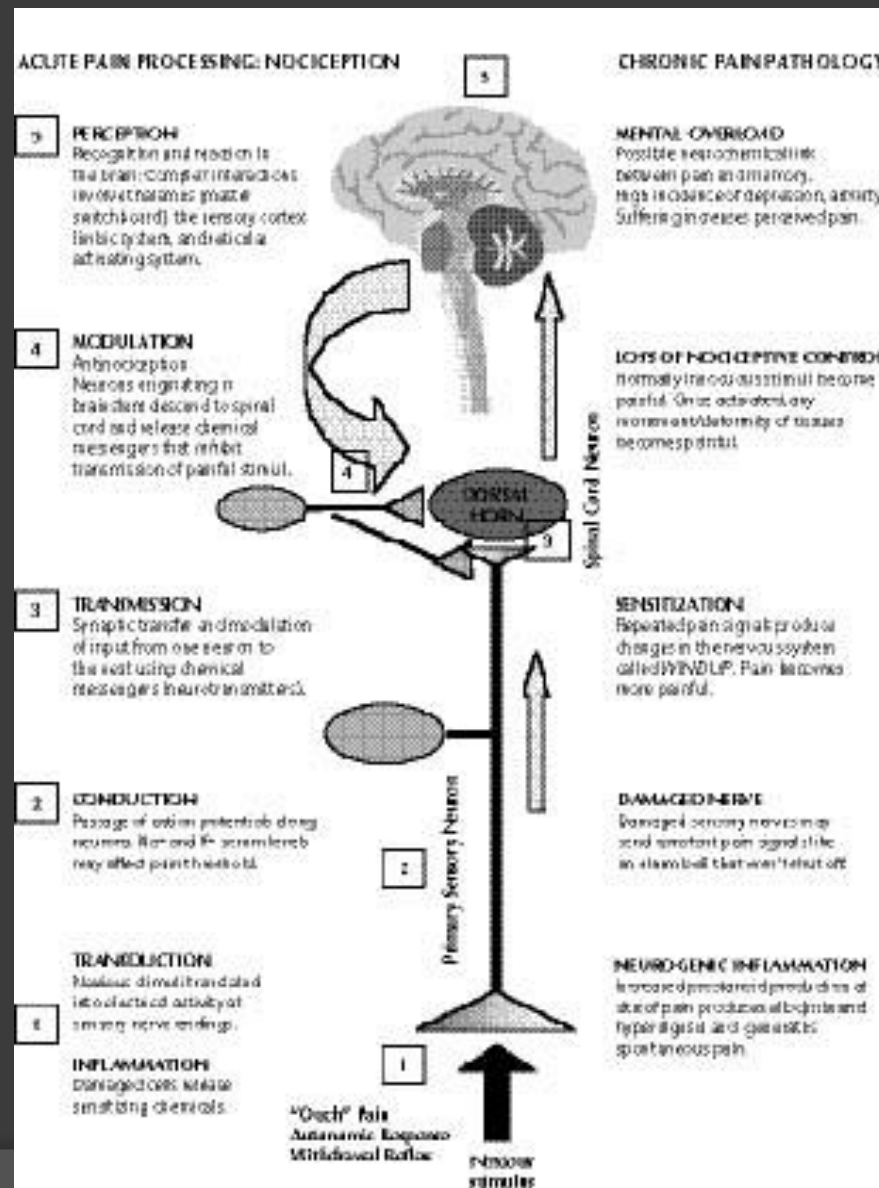 ACUTE PAIN PROCESSING: NOCICEPTION
CHRONIC PAIN PATHOLOGY
5
PERCEPTION
Recognition and reaction in
the brain: Complex interactions
involve thalamus (master
switchboard), the sensory cortex
limbic system, and reticular
activating system.
4
MODULATION
Antinociception
Neurons originating in
brainstem descend to spinal
cord and release chemical
messengers that inhibit
transmission of painful stimuli.
3
TRANSMISSION
Synaptic transfer and modulation
of input from one neuron to
the next using chemical
messengers (neurotransmitters).
2
CONDUCTION
Passage of action potentials along
neurons. Na+ and K+ serum levels
may affect pain threshold.
1
TRANSDUCTION
Noxious stimuli translated
into electrical activity at
sensory nerve endings.
INFLAMMATION
Damaged cells release
sensitizing chemicals.
5
4
DORSAL
HORN
3
Spinal Cord Neuron
2
Primary Sensory Neuron
1
"Ouch" Pain
Autonomic Response
Withdrawal Reflex
Noxious
stimulus
MENTAL OVERLOAD
Possible neurochemical link
between pain and memory.
High incidence of depression, anxiety
Suffering increases perceived pain.
LOSS OF NOCICEPTIVE CONTROL
Normally innocuous stimuli become
painful. Once activated, any
movement/deformity of tissues
becomes painful.
SENSITIZATION
Repeated pain signals produce
changes in the nervous system
called WINDUP. Pain becomes
more painful.
DAMAGED NERVE
Damaged sensory nerves may
send constant pain signals like
an alarm bell that won't shut off
NEUROGENIC INFLAMMATION
Increased production at
site of pain produces and
hyperalgesia and generates
spontaneous pain.